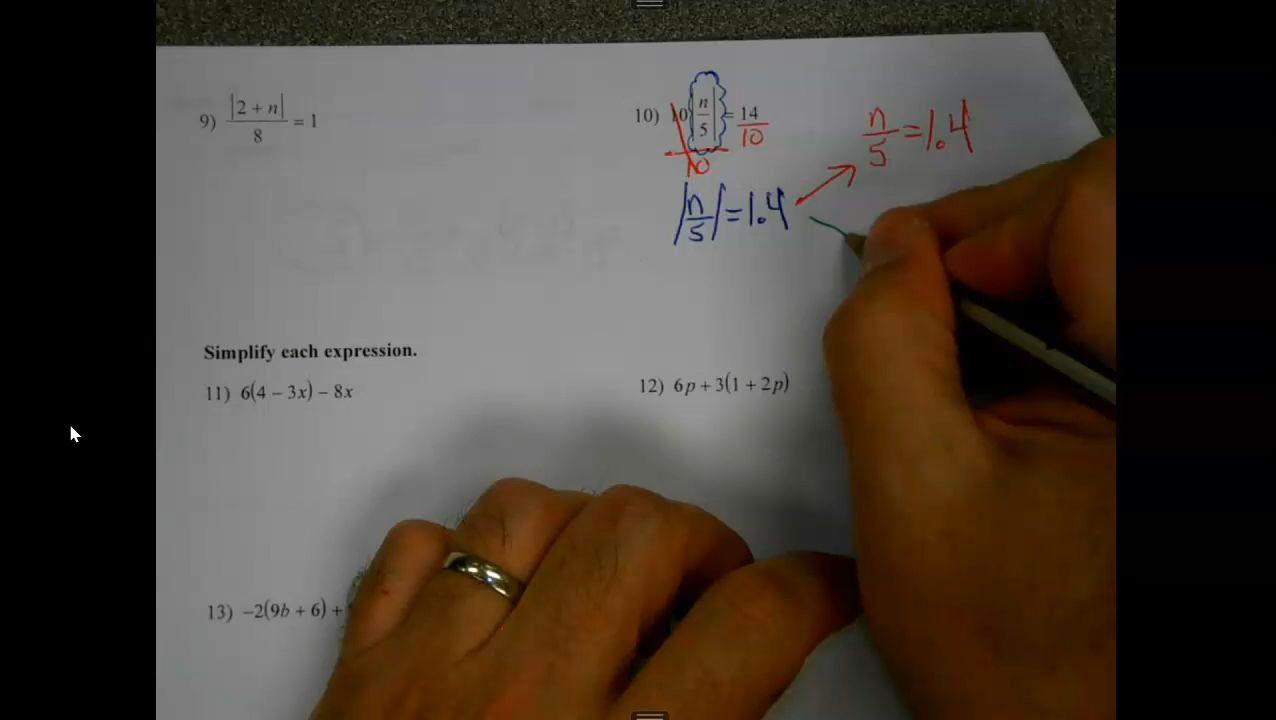 9) |2 + n| / 8 = 1
10) 10 |n/5| = 14
10 10
|n/5| = 1.4
n/5 = 1.4
Simplify each expression.
11) 6(4 − 3x) − 8x
12) 6p + 3(1 + 2p)
13) −2(9b + 6) +